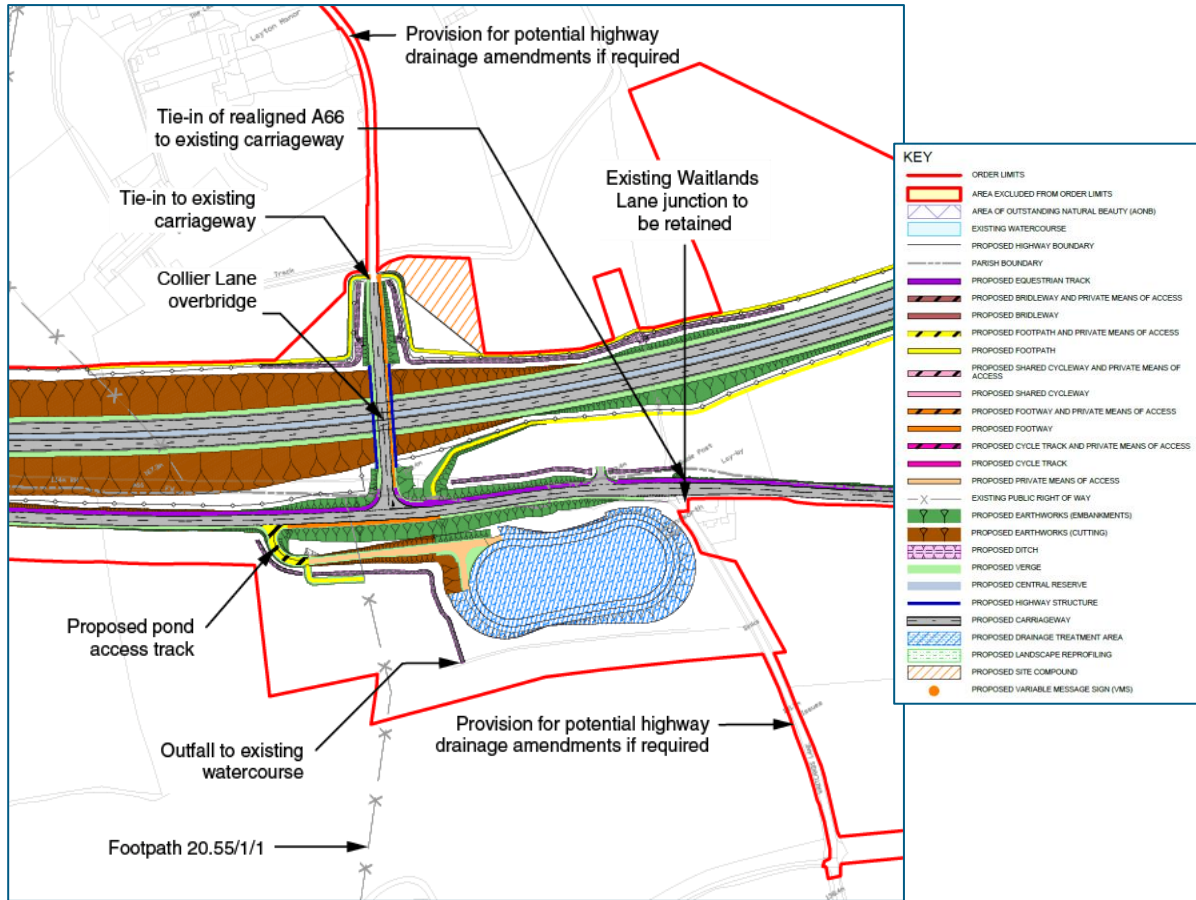 Layton Manor
Provision for potential highway
drainage amendments if required
Tie-in of realigned A66
to existing carriageway
Existing Waitlands
Lane junction to
be retained
Tie-in to existing
carriageway
Track
Collier Lane
overbridge
Lay-by
Proposed pond
access track
Outfall to existing
watercourse
Provision for potential highway
drainage amendments if required
Issues
Footpath 20.55/1/1
KEY
ORDER LIMITS
AREA EXCLUDED FROM ORDER LIMITS
AREA OF OUTSTANDING NATURAL BEAUTY (AONB)
EXISTING WATERCOURSE
PROPOSED HIGHWAY BOUNDARY
PARISH BOUNDARY
PROPOSED EQUESTRIAN TRACK
PROPOSED BRIDLEWAY AND PRIVATE MEANS OF ACCESS
PROPOSED BRIDLEWAY
PROPOSED FOOTPATH AND PRIVATE MEANS OF ACCESS
PROPOSED FOOTPATH
PROPOSED SHARED CYCLEWAY AND PRIVATE MEANS OF
ACCESS
PROPOSED SHARED CYCLEWAY
PROPOSED FOOTWAY AND PRIVATE MEANS OF ACCESS
PROPOSED FOOTWAY
PROPOSED CYCLE TRACK AND PRIVATE MEANS OF ACCESS
PROPOSED CYCLE TRACK
PROPOSED PRIVATE MEANS OF ACCESS
EXISTING PUBLIC RIGHT OF WAY
PROPOSED EARTHWORKS (EMBANKMENTS)
PROPOSED EARTHWORKS (CUTTING)
PROPOSED DITCH
PROPOSED VERGE
PROPOSED CENTRAL RESERVE
PROPOSED HIGHWAY STRUCTURE
PROPOSED CARRIAGEWAY
PROPOSED DRAINAGE TREATMENT AREA
PROPOSED LANDSCAPE REPROFILING
PROPOSED SITE COMPOUND
PROPOSED VARIABLE MESSAGE SIGN (VMS)